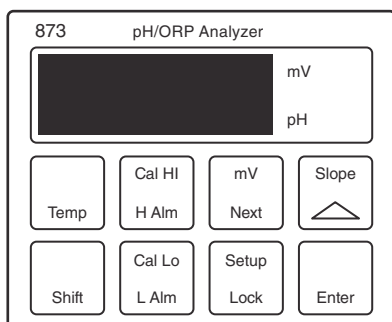 873 pH/ORP Analyzer
mV
pH
Cal HI mV Slope
Temp H Alm Next
Cal Lo Setup
Shift L Alm Lock Enter